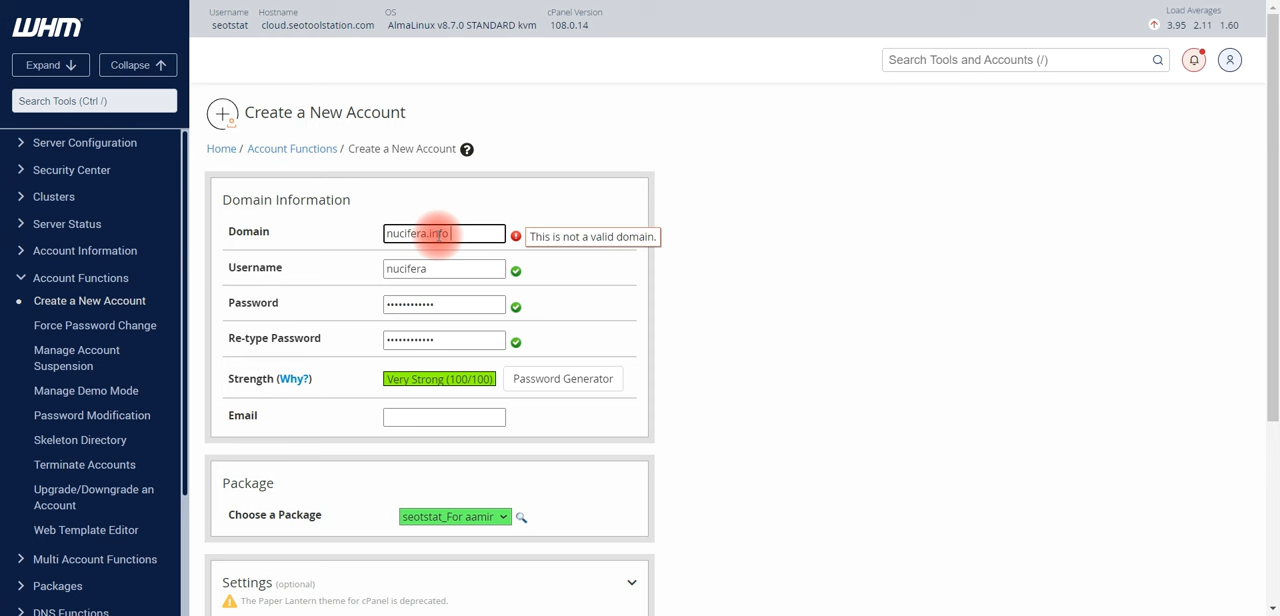 WHM
Username Hostname OS cPanel Version Load Averages
seotstat cloud.seotoolstation.com AlmaLinux v8.7.0 STANDARD kvm 108.0.14 3.95 2.11 1.60
Expand Collapse
Search Tools and Accounts (/)
Search Tools (Ctrl /)
Server Configuration
Security Center
Clusters
Server Status
Account Information
Account Functions
Create a New Account
Force Password Change
Manage Account
Suspension
Manage Demo Mode
Password Modification
Skeleton Directory
Terminate Accounts
Upgrade/Downgrade an
Account
Web Template Editor
Multi Account Functions
Packages
DNS Functions
Create a New Account
Home / Account Functions / Create a New Account
Domain Information
Domain nucifera.info This is not a valid domain.
Username nucifera
Password ••••••••••••
Re-type Password ••••••••••••
Strength (Why?) Very Strong (100/100) Password Generator
Email
Package
Choose a Package seotstat_For aamir
Settings (optional)
The Paper Lantern theme for cPanel is deprecated.